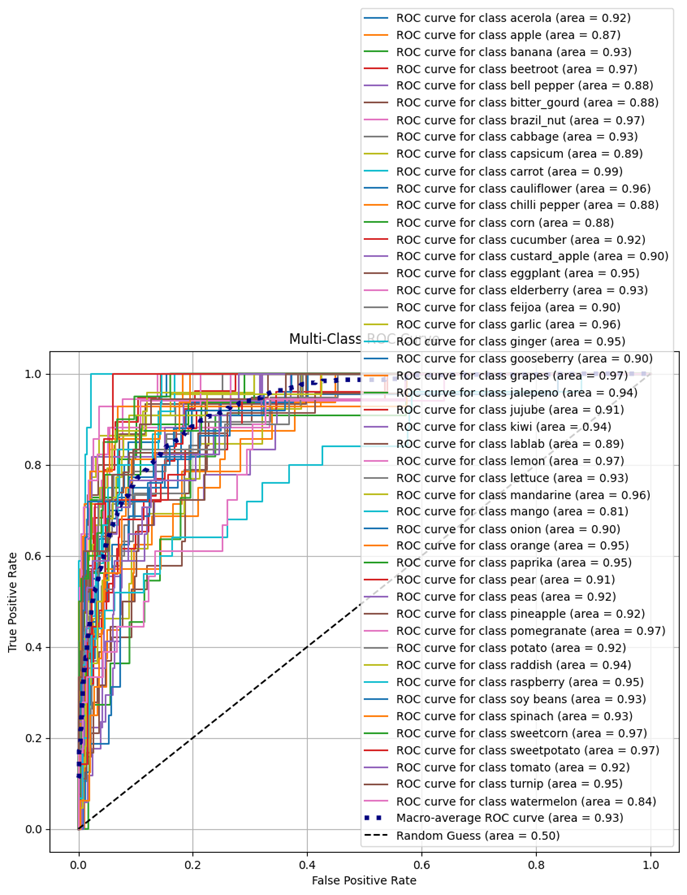 ROC curve for class acerola (area = 0.92)
ROC curve for class apple (area = 0.87)
ROC curve for class banana (area = 0.93)
ROC curve for class beetroot (area = 0.97)
ROC curve for class bell pepper (area = 0.88)
ROC curve for class bitter_gourd (area = 0.88)
ROC curve for class brazil_nut (area = 0.97)
ROC curve for class cabbage (area = 0.93)
ROC curve for class capsicum (area = 0.89)
ROC curve for class carrot (area = 0.99)
ROC curve for class cauliflower (area = 0.96)
ROC curve for class chilli pepper (area = 0.88)
ROC curve for class corn (area = 0.88)
ROC curve for class cucumber (area = 0.92)
ROC curve for class custard_apple (area = 0.90)
ROC curve for class eggplant (area = 0.95)
ROC curve for class elderberry (area = 0.93)
ROC curve for class feijoa (area = 0.90)
ROC curve for class garlic (area = 0.96)
Multi-Class ROC Curve
ROC curve for class ginger (area = 0.95)
ROC curve for class gooseberry (area = 0.90)
ROC curve for class grapes (area = 0.97)
ROC curve for class jalepeno (area = 0.94)
ROC curve for class jujube (area = 0.91)
ROC curve for class kiwi (area = 0.94)
ROC curve for class lablab (area = 0.89)
ROC curve for class lemon (area = 0.97)
ROC curve for class lettuce (area = 0.93)
ROC curve for class mandarine (area = 0.96)
ROC curve for class mango (area = 0.81)
ROC curve for class onion (area = 0.90)
ROC curve for class orange (area = 0.95)
ROC curve for class paprika (area = 0.95)
ROC curve for class pear (area = 0.91)
ROC curve for class peas (area = 0.92)
ROC curve for class pineapple (area = 0.92)
ROC curve for class pomegranate (area = 0.97)
ROC curve for class potato (area = 0.92)
ROC curve for class raddish (area = 0.94)
ROC curve for class raspberry (area = 0.95)
ROC curve for class soy beans (area = 0.93)
ROC curve for class spinach (area = 0.93)
ROC curve for class sweetcorn (area = 0.97)
ROC curve for class sweetpotato (area = 0.97)
ROC curve for class tomato (area = 0.92)
ROC curve for class turnip (area = 0.95)
ROC curve for class watermelon (area = 0.84)
Macro-average ROC curve (area = 0.93)
Random Guess (area = 0.50)
True Positive Rate
1.0
0.8
0.6
0.4
0.2
0.0
0.0 0.2 0.4 0.6 0.8 1.0
False Positive Rate